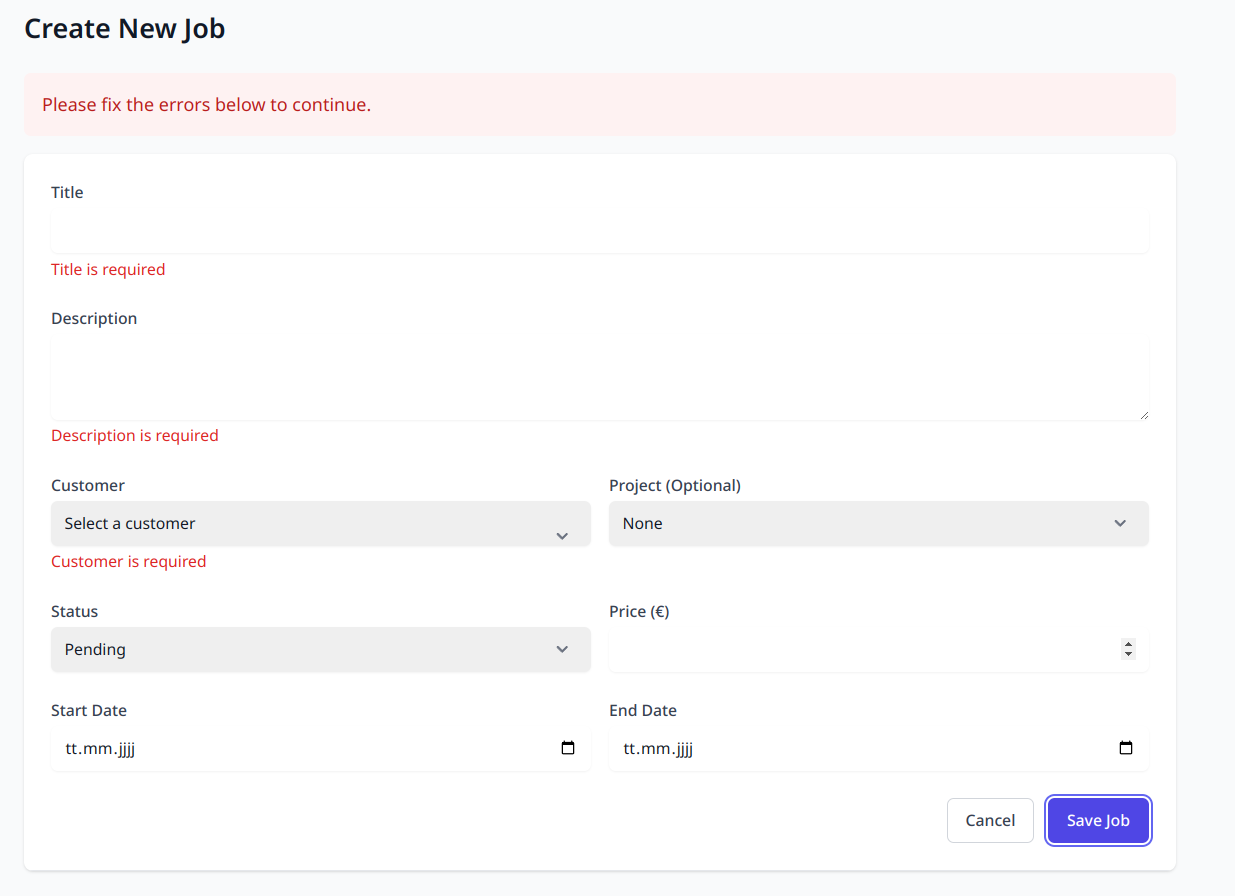 Create New Job
Please fix the errors below to continue.
Title
Title is required
Description
Description is required
Customer
Project (Optional)
Select a customer
None
Customer is required
Status
Price (€)
Pending
Start Date
End Date
tt.mm.jjjj
tt.mm.jjjj
Cancel
Save Job